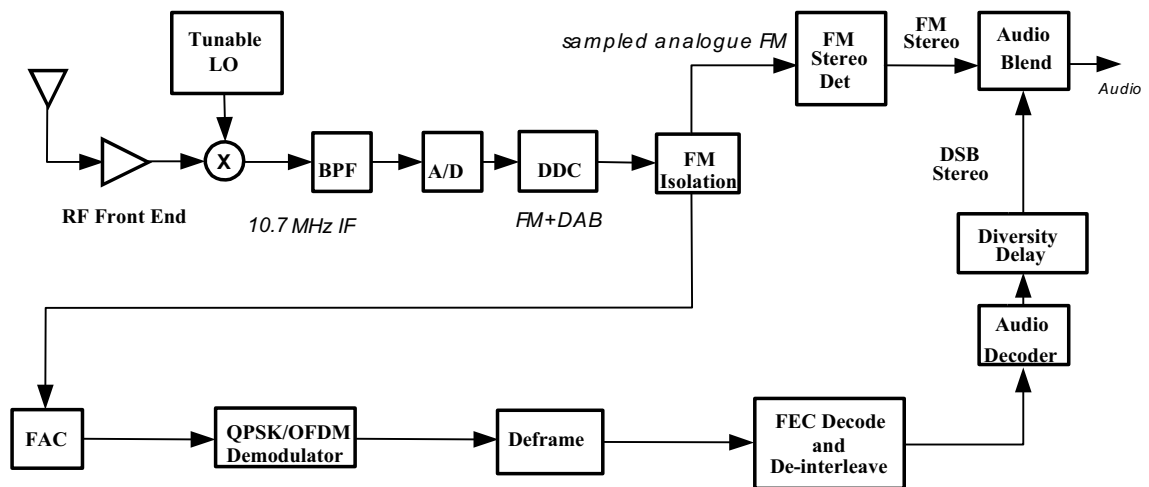 Tunable
LO
X
RF Front End
BPF
10.7 MHz IF
A/D
DDC
FM+DAB
FM
Isolation
sampled analogue FM
FM
Stereo
Det
FM
Stereo
Audio
Blend
Audio
DSB
Stereo
Diversity
Delay
Audio
Decoder
FAC
QPSK/OFDM
Demodulator
Deframe
FEC Decode
and
De-interleave